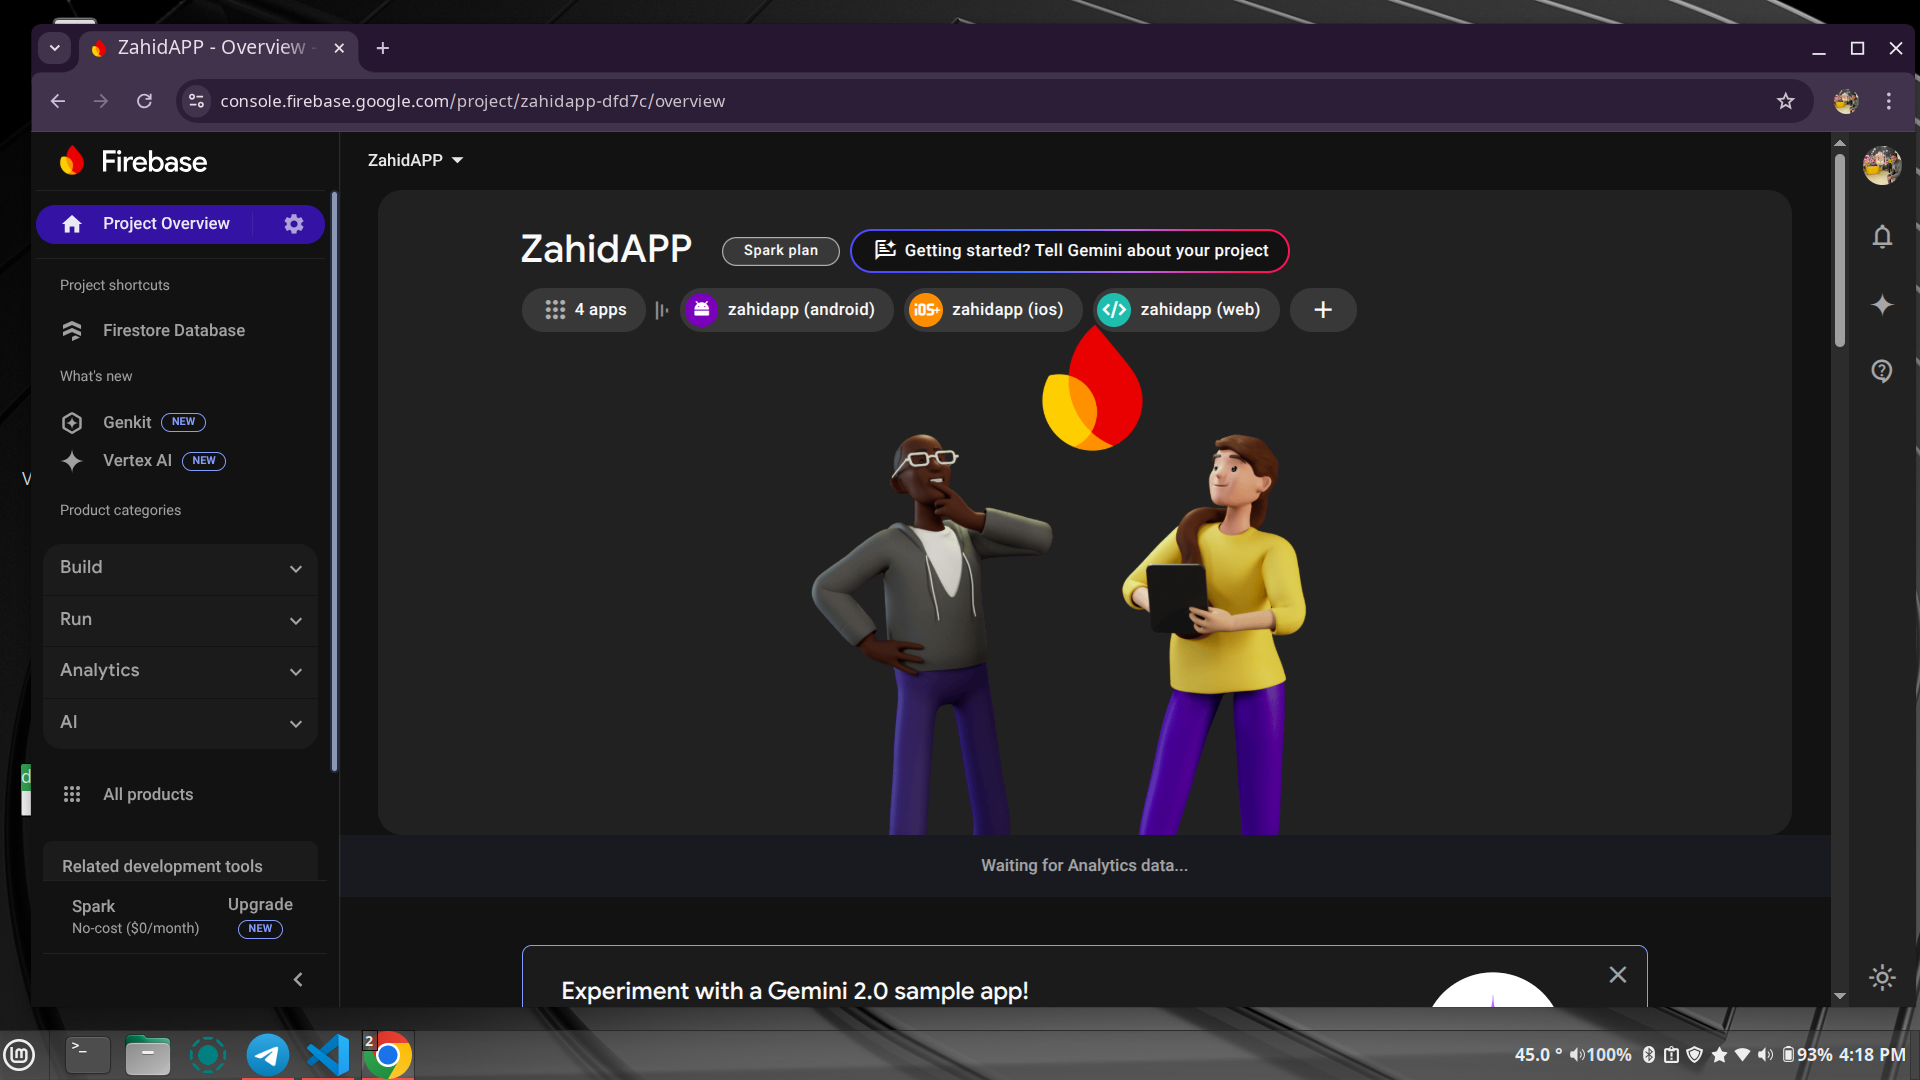 ZahidAPP - Overview -
console.firebase.google.com/project/zahidapp-dfd7c/overview
Firebase
ZahidAPP
Project Overview
ZahidAPP
Spark plan
Getting started? Tell Gemini about your project
4 apps
zahidapp (android)
iOS+
zahidapp (ios)
zahidapp (web)
Project shortcuts
Firestore Database
What's new
Genkit NEW
Vertex AI NEW
Product categories
Build
Run
Analytics
AI
All products
Related development tools
Spark
No-cost ($0/month)
Upgrade
NEW
Waiting for Analytics data...
Experiment with a Gemini 2.0 sample app!
V
d
2
45.0 ° 100% 93% 4:18 PM